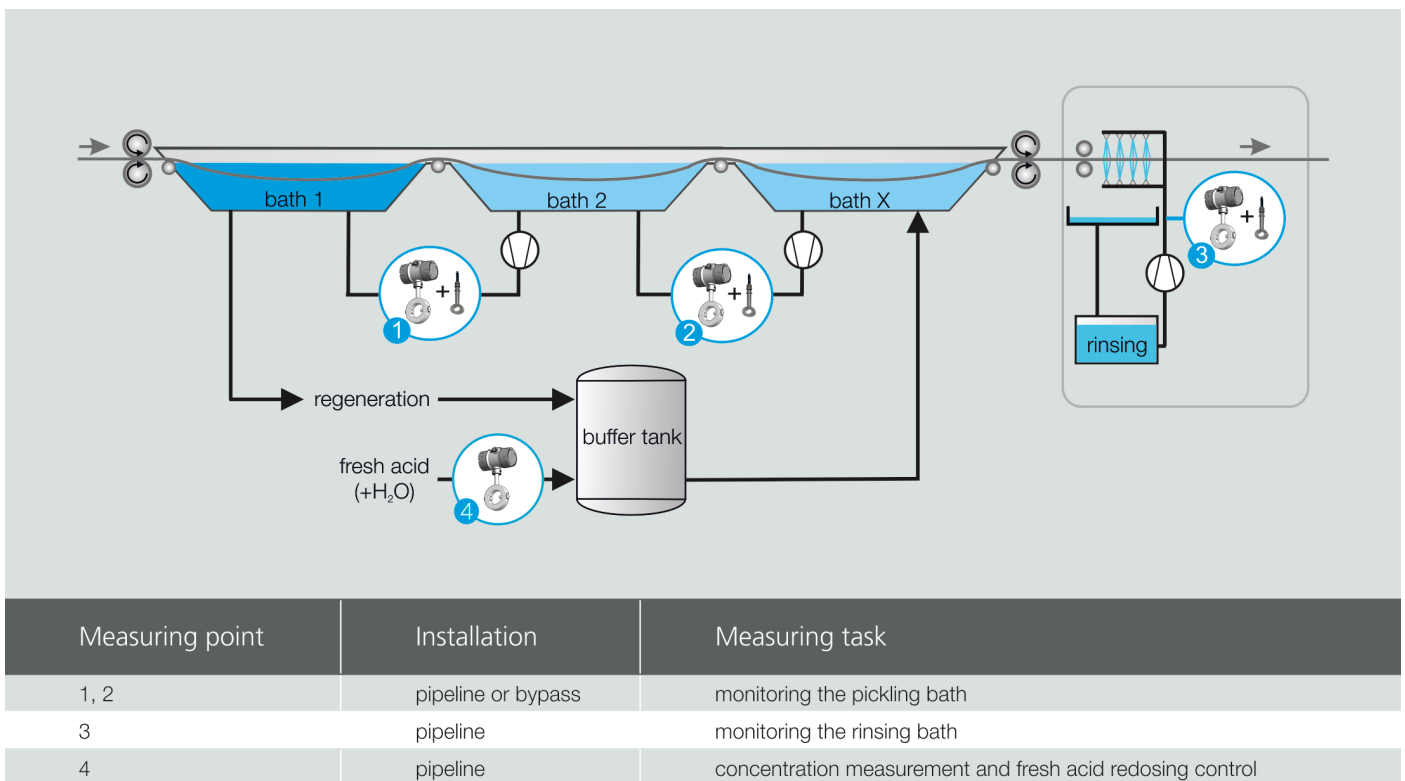 bath 1
bath 2
bath X
+
1
+
2
+
3
rinsing
regeneration
buffer tank
fresh acid
(+H₂O)
4
Measuring point Installation Measuring task
1, 2 pipeline or bypass monitoring the pickling bath
3 pipeline monitoring the rinsing bath
4 pipeline concentration measurement and fresh acid redosing control